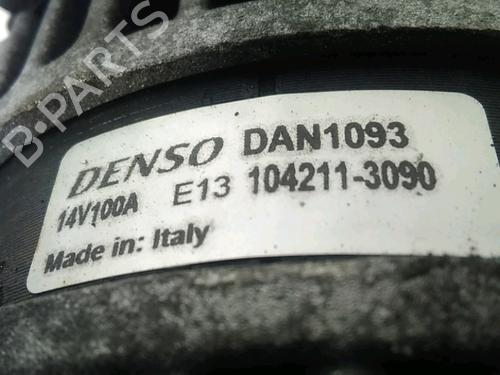 B-PARTS
DENSO DAN1093
14V100A E13 104211-3090
Made in: Italy